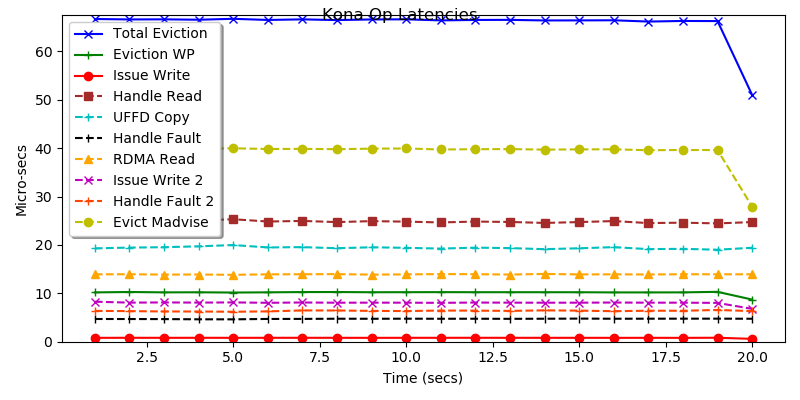 Kona Op Latencies
Total Eviction
Eviction WP
Issue Write
Handle Read
UFFD Copy
Handle Fault
RDMA Read
Issue Write 2
Handle Fault 2
Evict Madvise
Micro-secs
60
50
40
30
20
10
0
2.5 5.0 7.5 10.0 12.5 15.0 17.5 20.0
Time (secs)